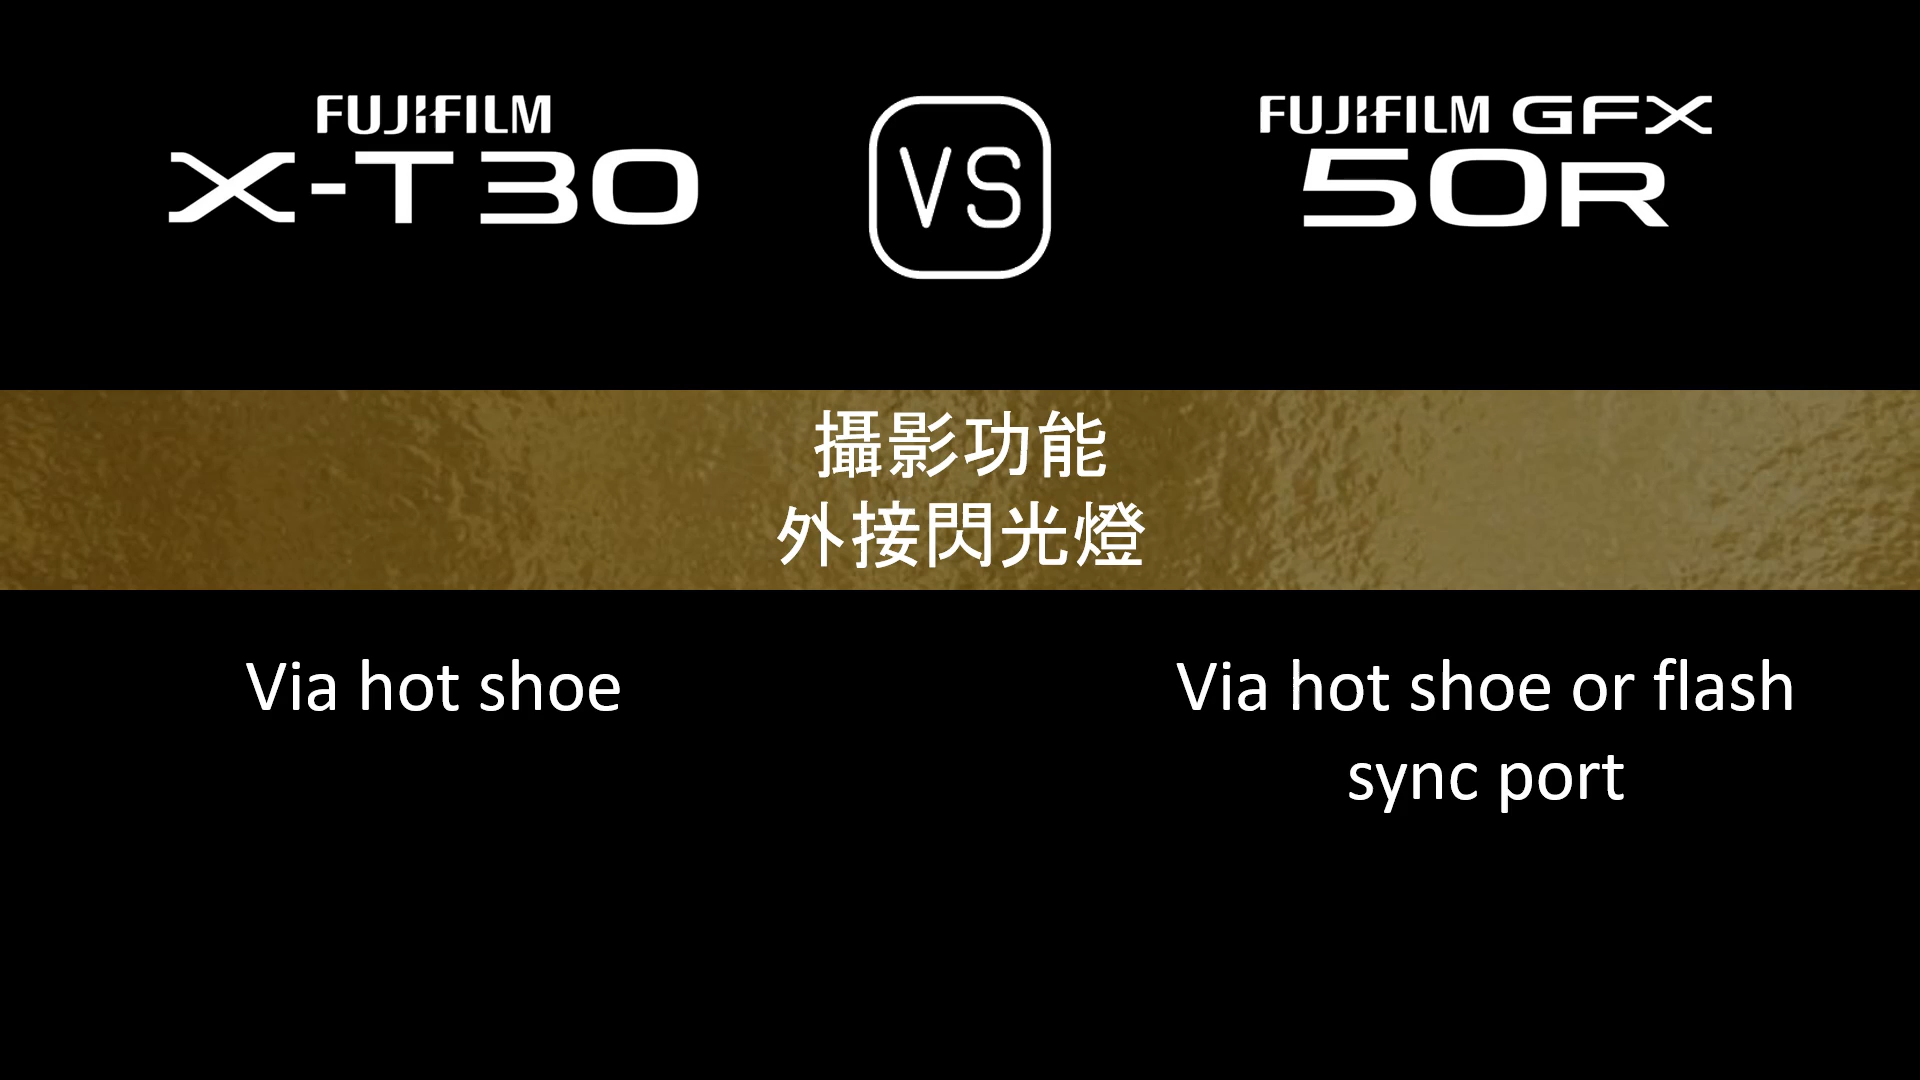 FUJIFILM
X-T30
VS
FUJIFILM GFX
50R
攝影功能
外接閃光燈
Via hot shoe
Via hot shoe or flash
sync port